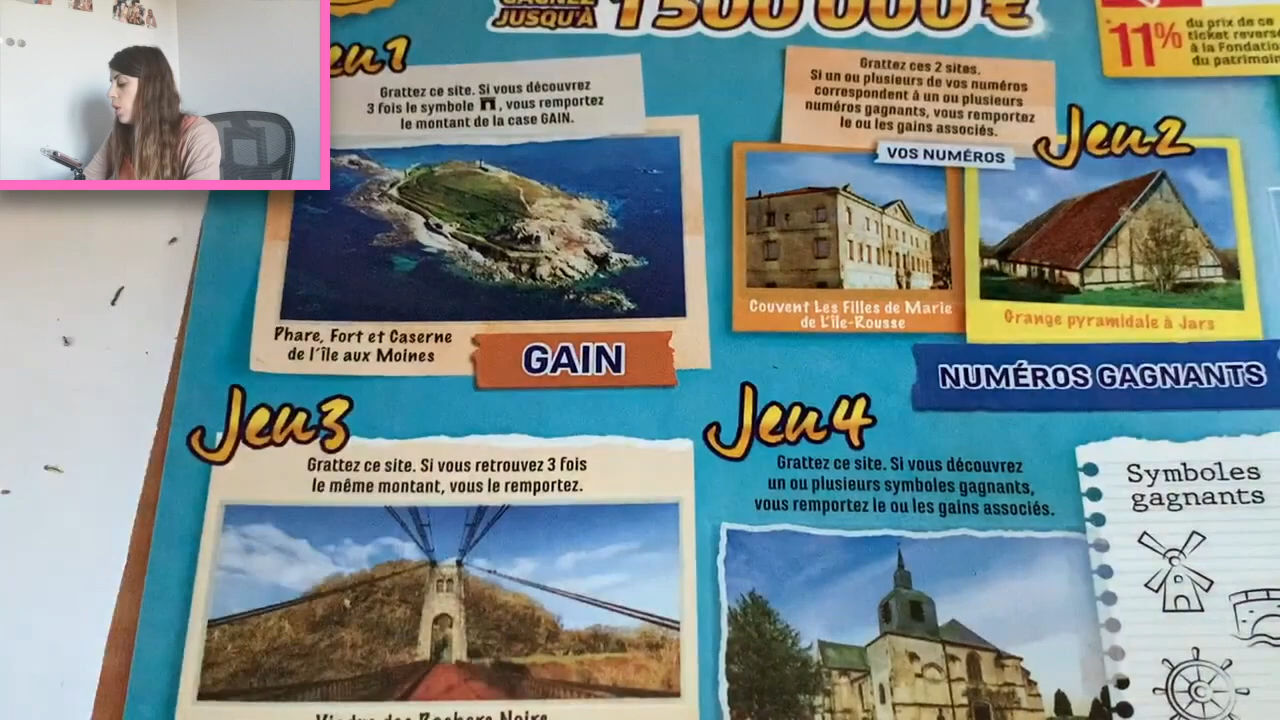 GAGNEZ
JUSQU'À 1 500 000 €
11% du prix de ce
ticket reversé
à la Fondation
du patrimoine
Jeu1
Grattez ce site. Si vous découvrez
3 fois le symbole , vous remportez
le montant de la case GAIN.
Phare, Fort et Caserne
de l'île aux Moines
GAIN
Grattez ces 2 sites.
Si un ou plusieurs de vos numéros
correspondent à un ou plusieurs
numéros gagnants, vous remportez
le ou les gains associés.
Jeu2
VOS NUMÉROS
Couvent Les Filles de Marie
de L'île-Rousse
Grange pyramidale à Jars
NUMÉROS GAGNANTS
Jeu3
Grattez ce site. Si vous retrouvez 3 fois
le même montant, vous le remportez.
Jeu4
Grattez ce site. Si vous découvrez
un ou plusieurs symboles gagnants,
vous remportez le ou les gains associés.
Symboles
gagnants